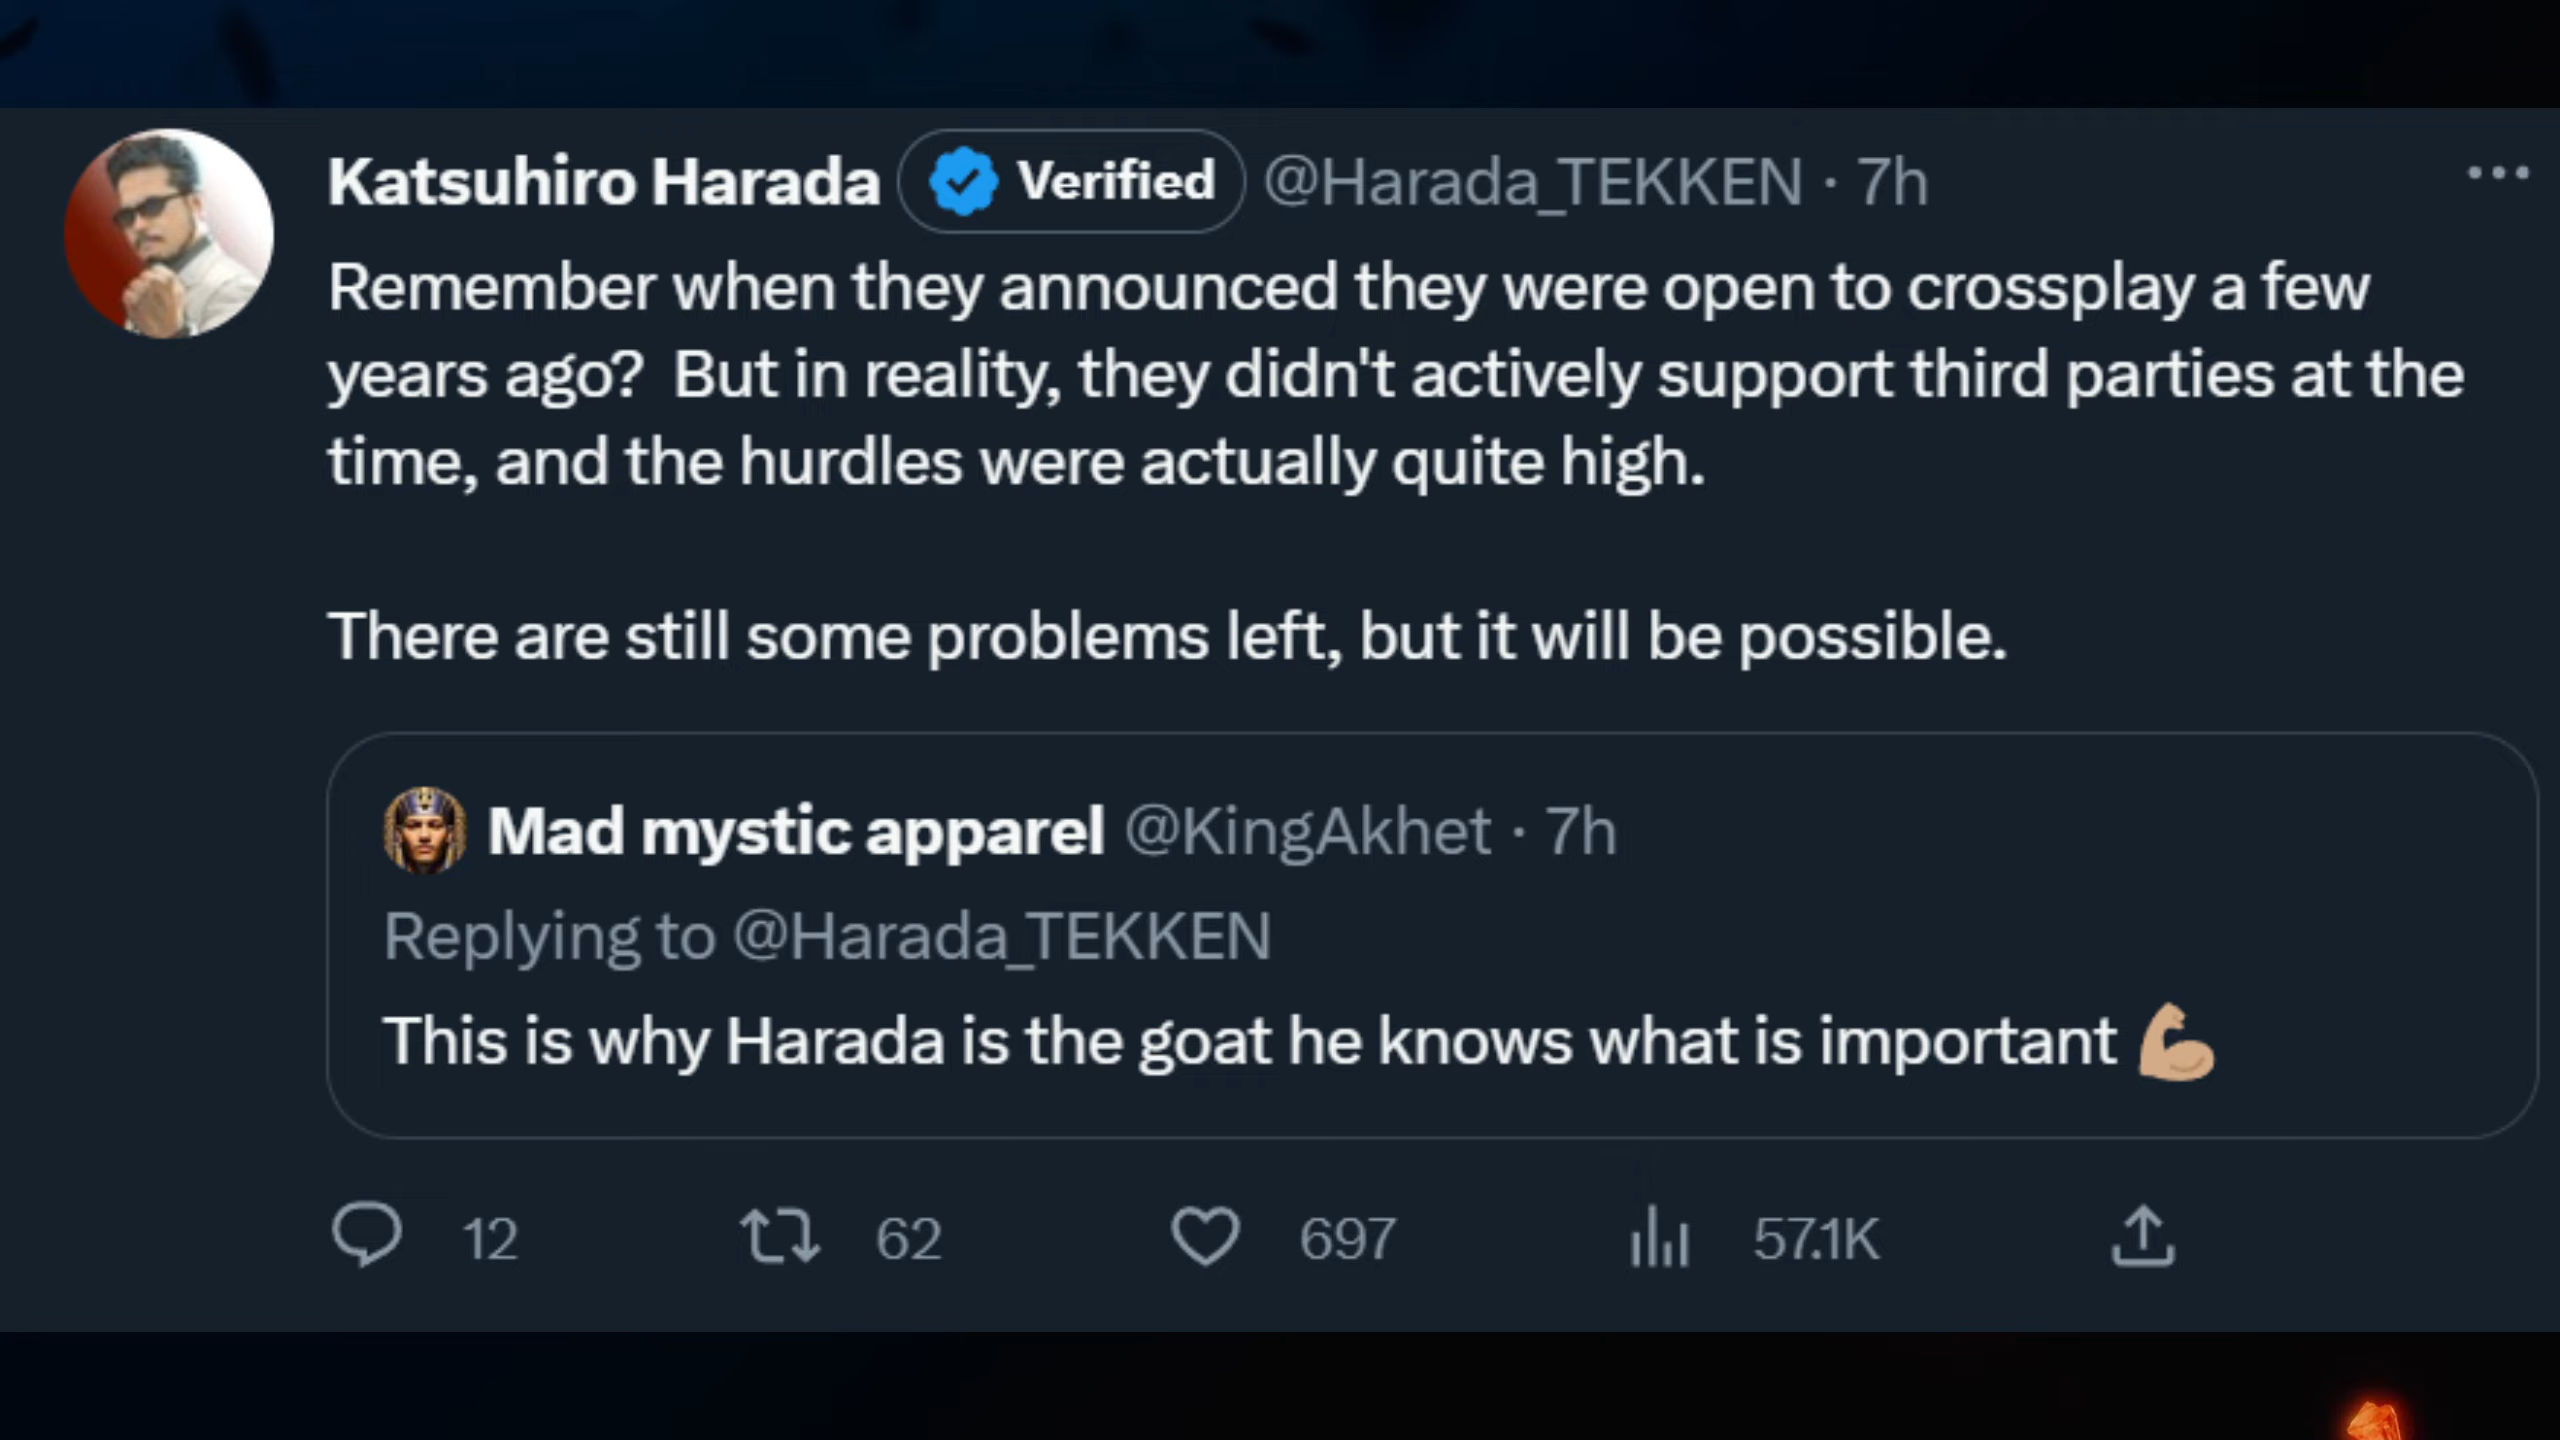 Katsuhiro Harada Verified @Harada_TEKKEN · 7h
Remember when they announced they were open to crossplay a few
years ago?  But in reality, they didn't actively support third parties at the
time, and the hurdles were actually quite high.
There are still some problems left, but it will be possible.
Mad mystic apparel @KingAkhet · 7h
Replying to @Harada_TEKKEN
This is why Harada is the goat he knows what is important 💪🏼
12 62 697 57.1K